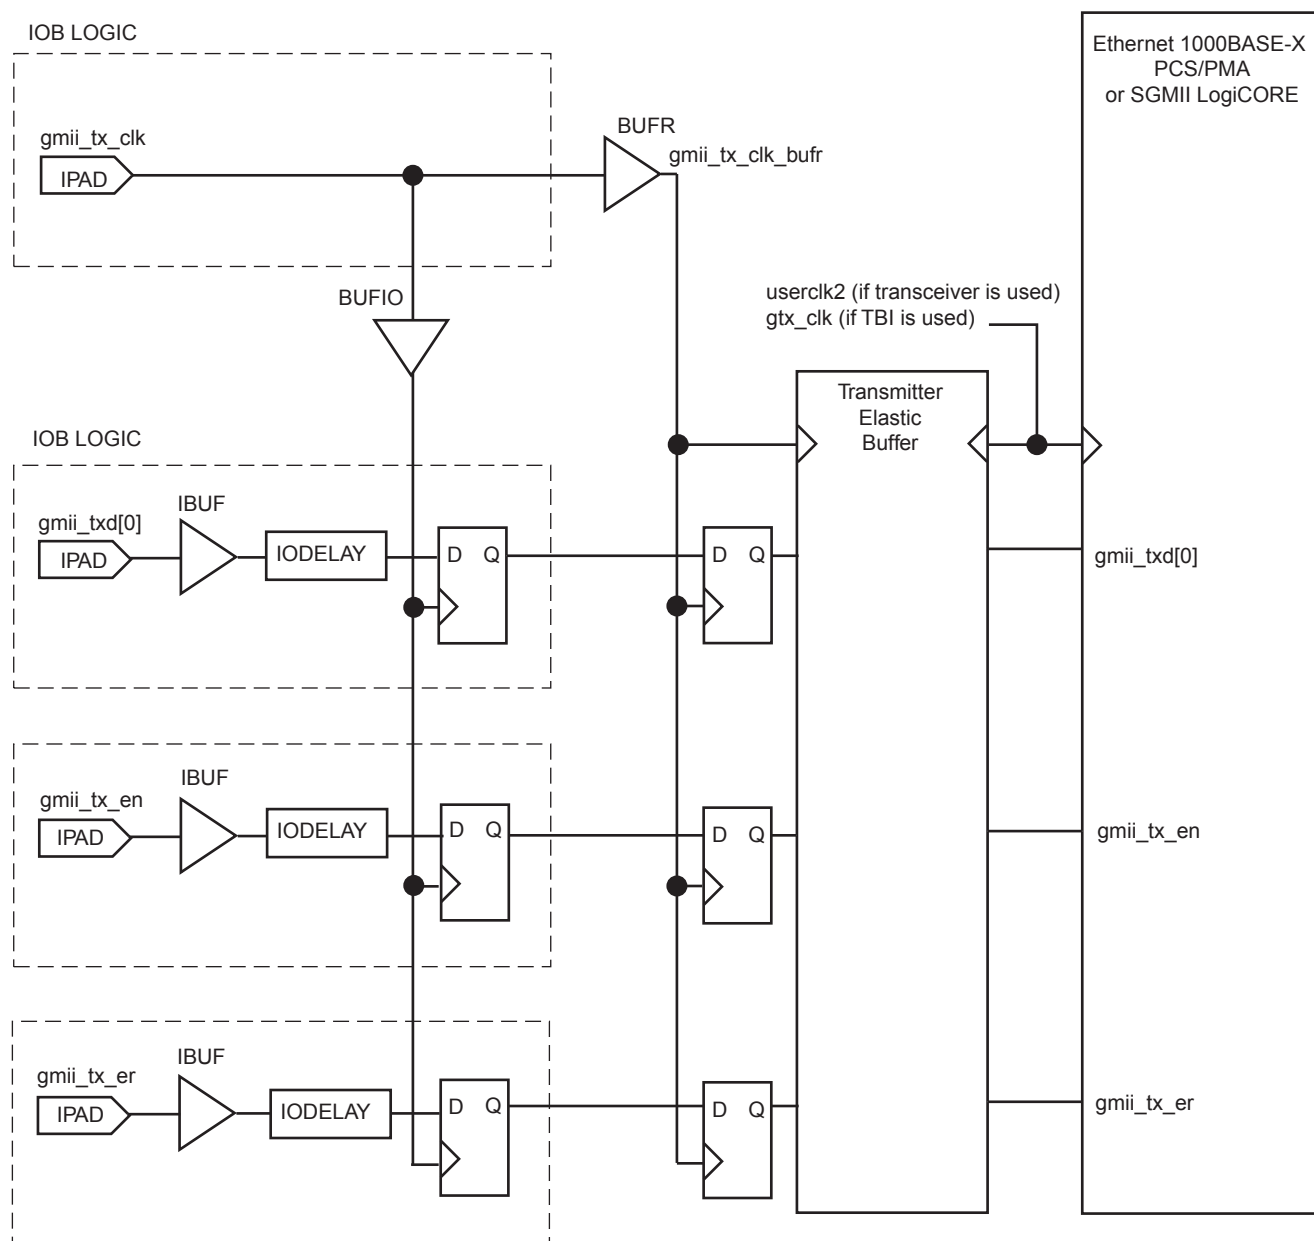 IOB LOGIC
Ethernet 1000BASE-X
PCS/PMA
or SGMII LogiCORE
gmii_tx_clk
IPAD
BUFR
gmii_tx_clk_bufr
BUFIO
userclk2 (if transceiver is used)
gtx_clk (if TBI is used)
Transmitter
Elastic
Buffer
IOB LOGIC
gmii_txd[0]
IPAD
IBUF
IODELAY
D Q
D Q
gmii_txd[0]
gmii_tx_en
IPAD
IBUF
IODELAY
D Q
D Q
gmii_tx_en
gmii_tx_er
IPAD
IBUF
IODELAY
D Q
D Q
gmii_tx_er